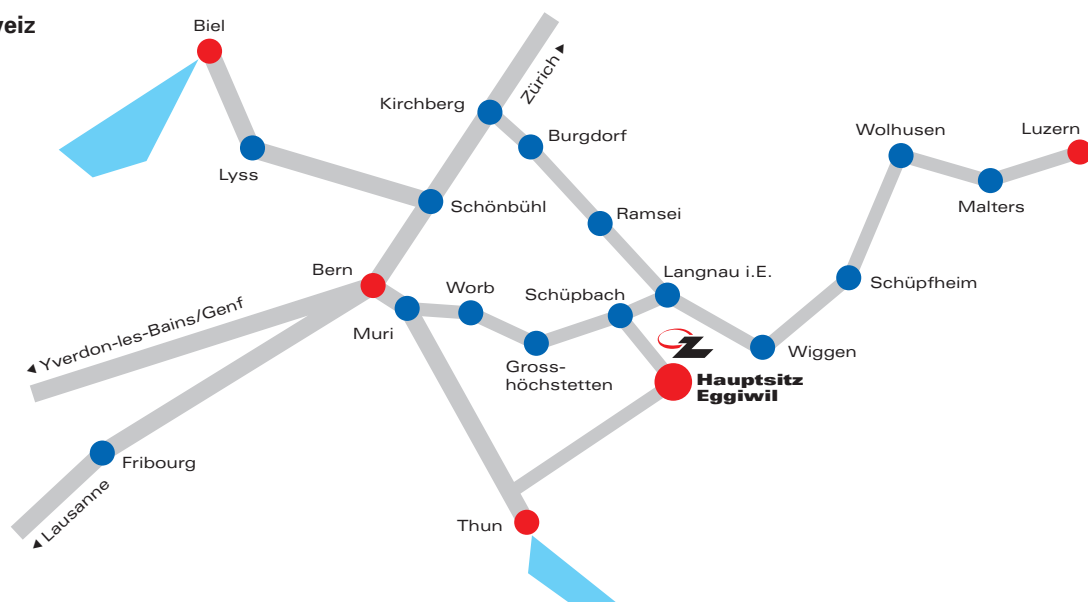 veiz
Biel
Zürich
Kirchberg
Burgdorf
Wolhusen
Luzern
Lyss
Malters
Schönbühl
Ramsei
Bern
Langnau i.E.
Worb
Schüpbach
Schüpfheim
Yverdon-les-Bains/Genf
Muri
Wiggen
Gross-
höchstetten
Hauptsitz
Eggiwil
Fribourg
Lausanne
Thun